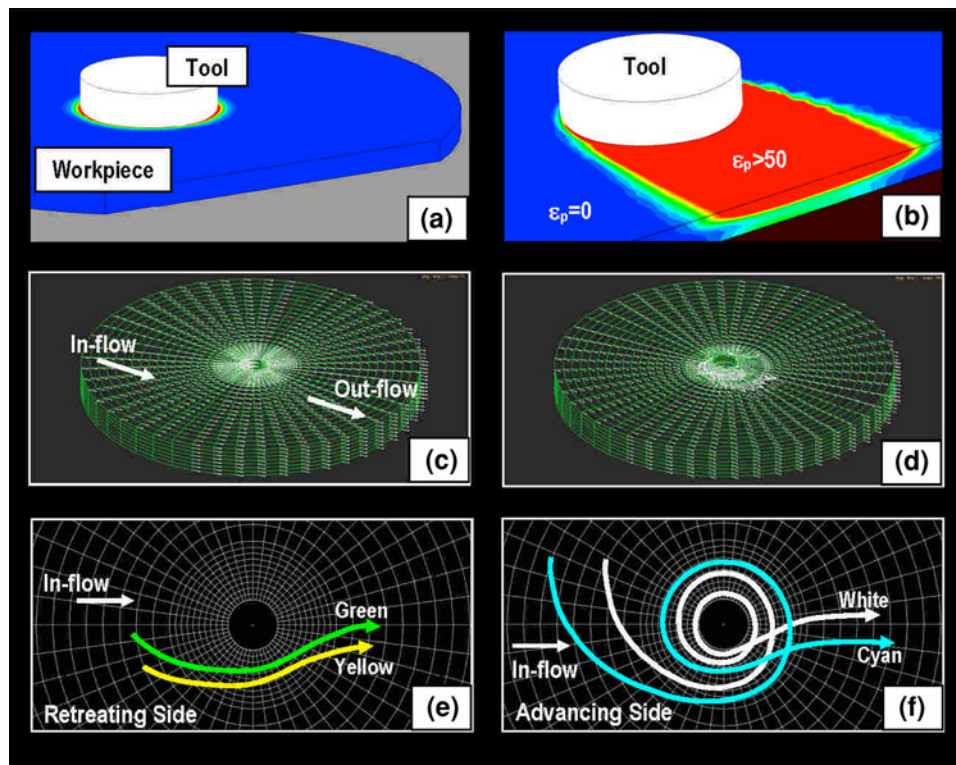 Tool
Workpiece
(a)
Tool
εp>50
εp=0
(b)
In-flow
Out-flow
(c)
(d)
In-flow
Green
Yellow
Retreating Side
(e)
White
Cyan
In-flow
Advancing Side
(f)